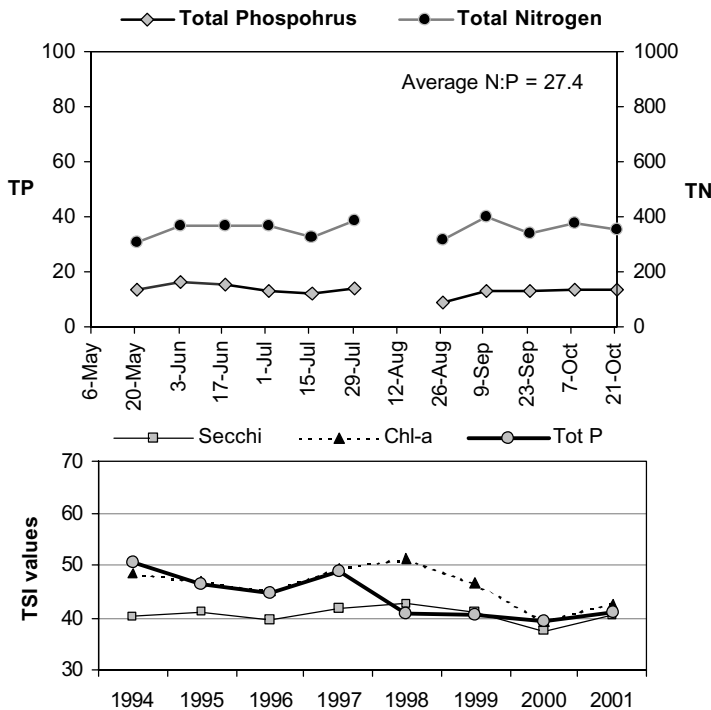 Total Phospohrus Total Nitrogen
100 1000
Average N:P = 27.4
80 800
60 600
TP TN
40 400
20 200
0 0
6-May 20-May 3-Jun 17-Jun 1-Jul 15-Jul 29-Jul 12-Aug 26-Aug 9-Sep 23-Sep 7-Oct 21-Oct
Secchi Chl-a Tot P
70
60
50
TSI values
40
30
1994 1995 1996 1997 1998 1999 2000 2001